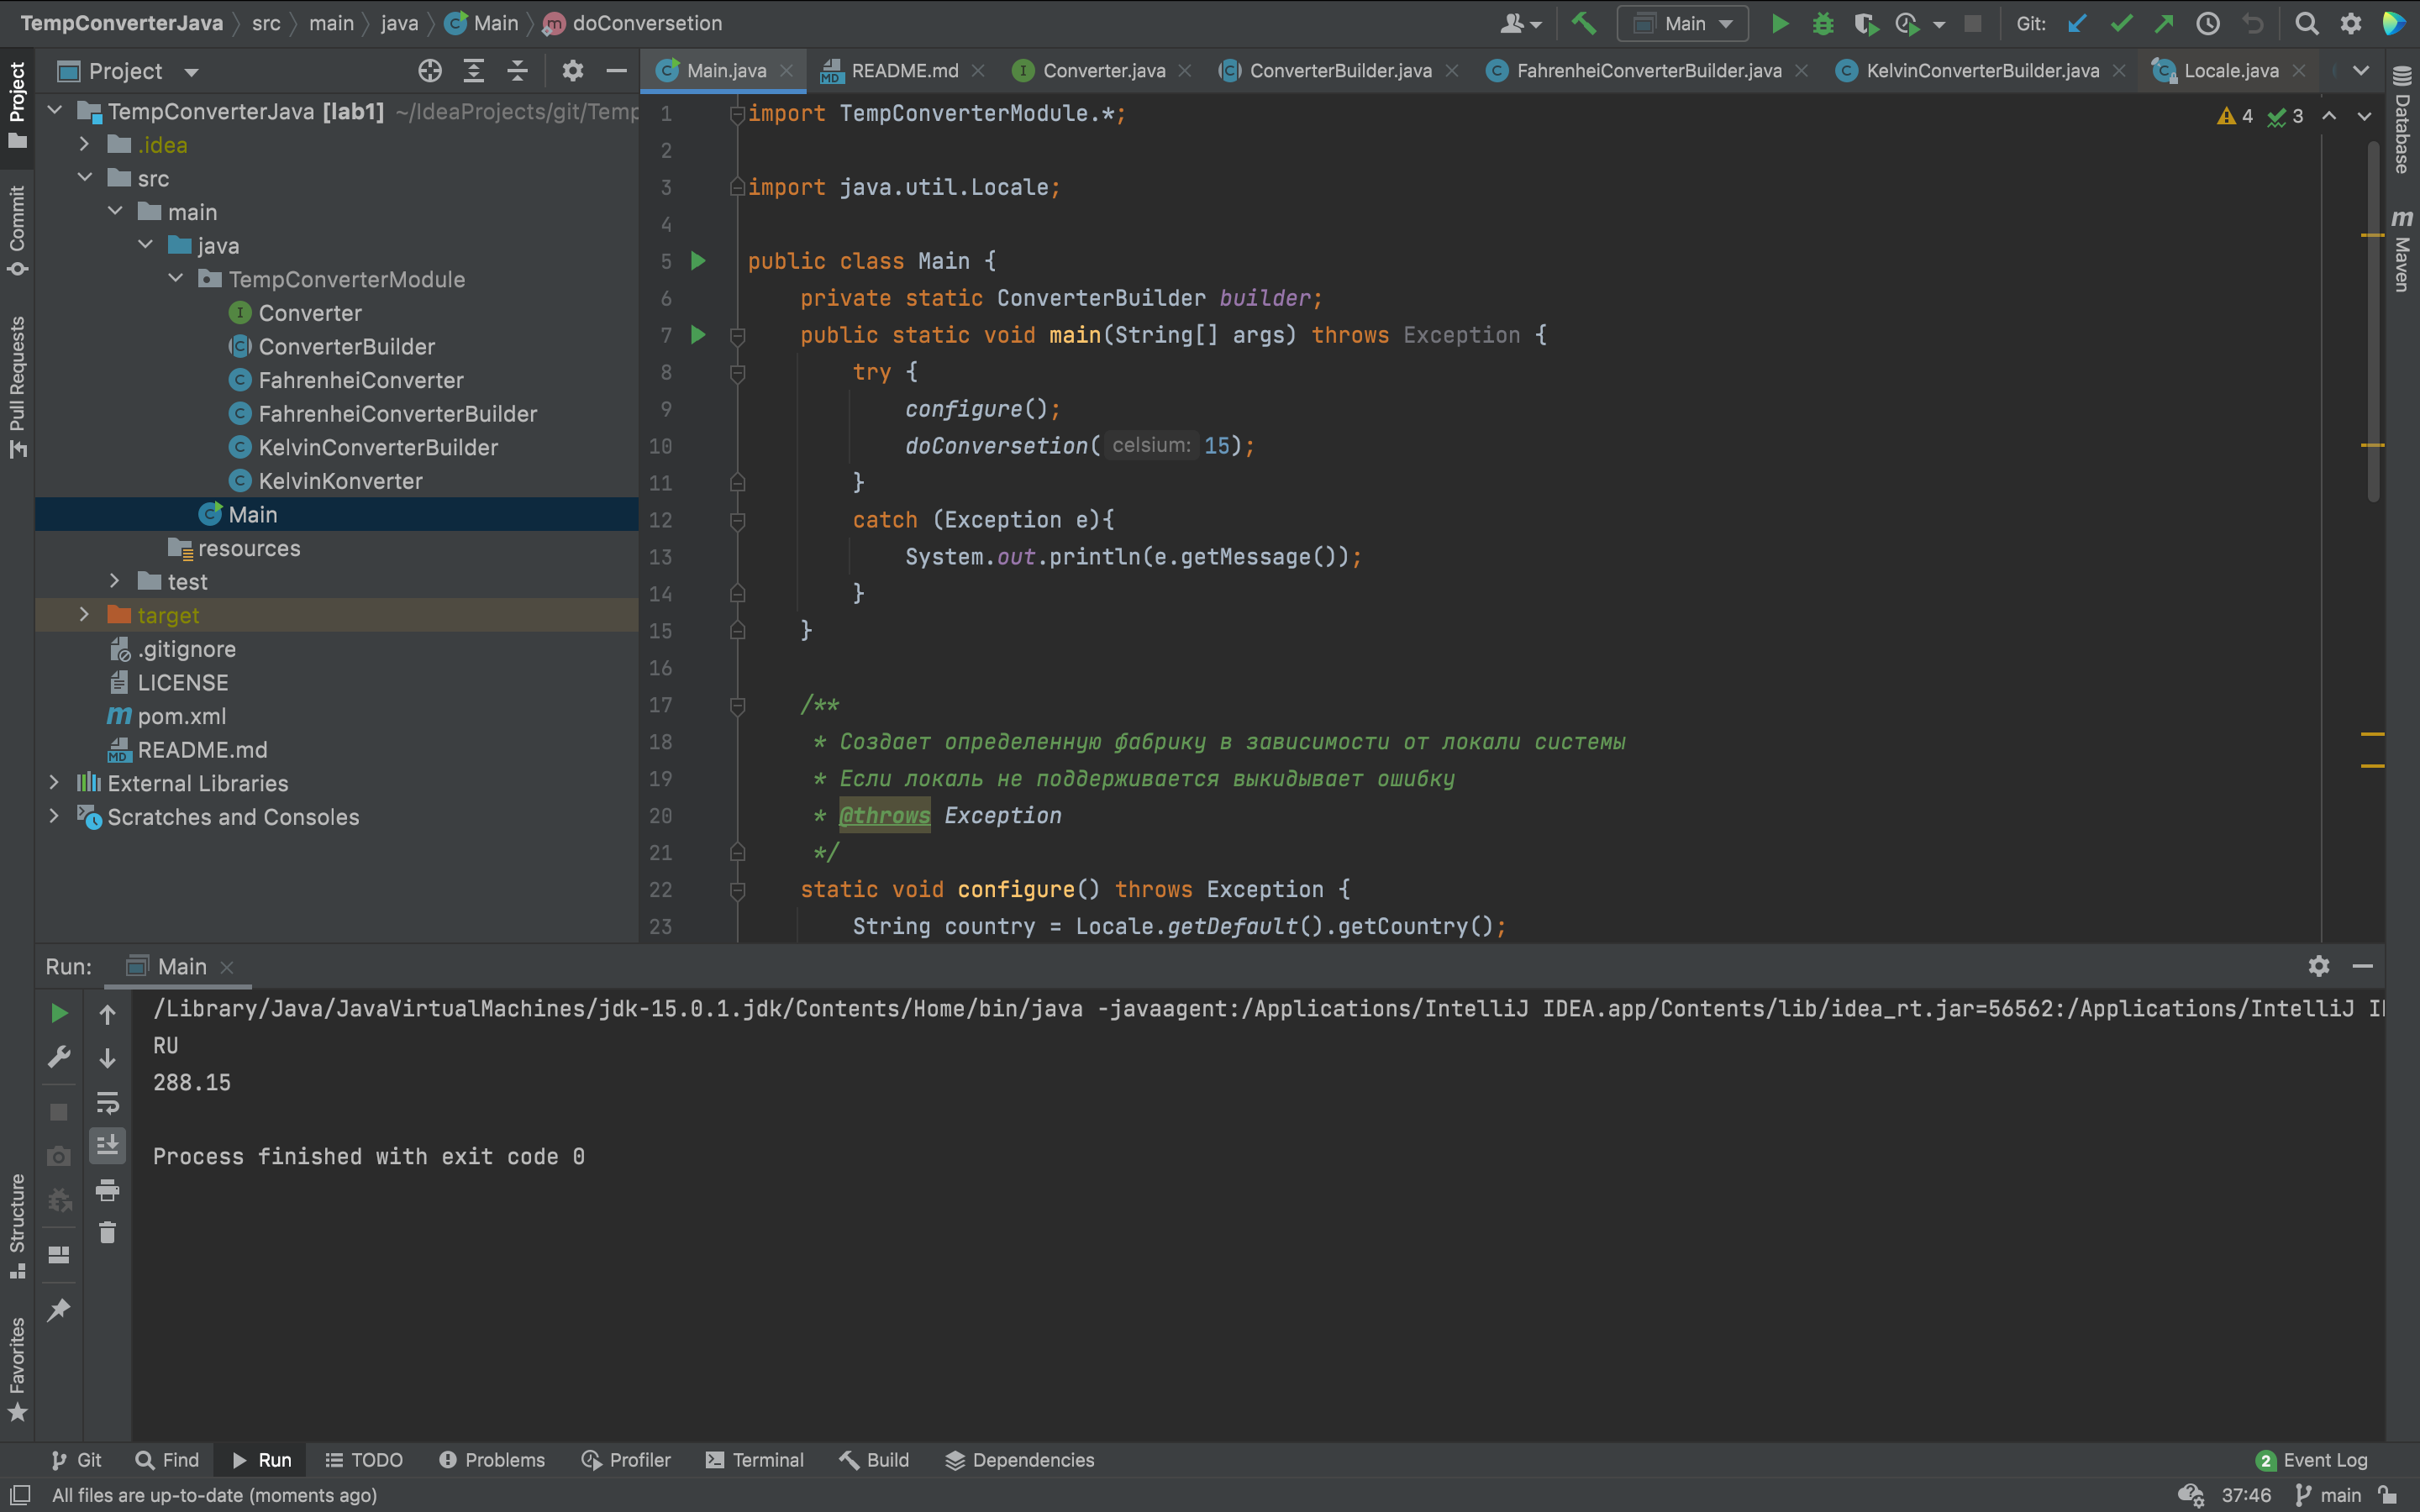 TempConverterJava src main java Main doConversetion
Main
Git:
Project
Main.java README.md Converter.java ConverterBuilder.java FahrenheiConverterBuilder.java KelvinConverterBuilder.java Locale.java
TempConverterJava [lab1] ~/IdeaProjects/git/Temp
.idea
src
main
java
TempConverterModule
Converter
ConverterBuilder
FahrenheiConverter
FahrenheiConverterBuilder
KelvinConverterBuilder
KelvinKonverter
Main
resources
test
target
.gitignore
LICENSE
pom.xml
README.md
External Libraries
Scratches and Consoles
Project
Commit
Pull Requests
Structure
Favorites
4 3
1 import TempConverterModule.*;
2
3 import java.util.Locale;
4
5 public class Main {
6 private static ConverterBuilder builder;
7 public static void main(String[] args) throws Exception {
8 try {
9 configure();
10 doConversetion( celsium: 15);
11 }
12 catch (Exception e){
13 System.out.println(e.getMessage());
14 }
15 }
16
17 /**
18 * Создает определенную фабрику в зависимости от локали системы
19 * Если локаль не поддерживается выкидывает ошибку
20 * @throws Exception
21 */
22 static void configure() throws Exception {
23 String country = Locale.getDefault().getCountry();
Database
Maven
Run: Main
/Library/Java/JavaVirtualMachines/jdk-15.0.1.jdk/Contents/Home/bin/java -javaagent:/Applications/IntelliJ IDEA.app/Contents/lib/idea_rt.jar=56562:/Applications/IntelliJ
RU
288.15
Process finished with exit code 0
Git Find Run TODO Problems Profiler Terminal Build Dependencies 2 Event Log
All files are up-to-date (moments ago) 37:46 main